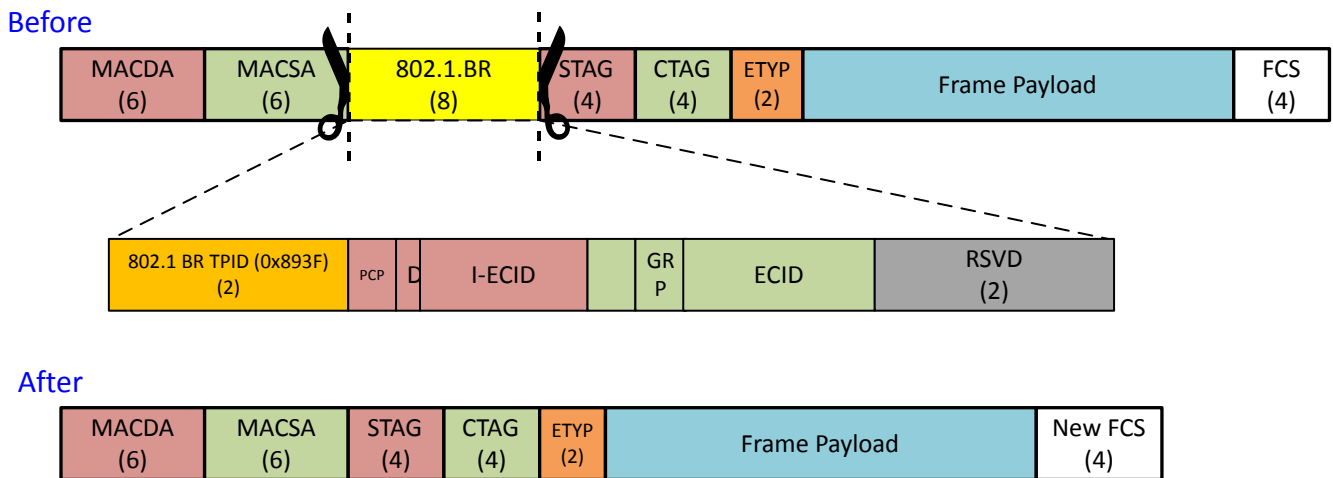 Before
MACDA MACSA 802.1.BR STAG CTAG ETYP Frame Payload FCS
(6) (6) (8) (4) (4) (2) (4)
802.1 BR TPID (0x893F) PCP D I-ECID GR ECID RSVD
(2) P (2)
After
MACDA MACSA STAG CTAG ETYP Frame Payload New FCS
(6) (6) (4) (4) (2) (4)